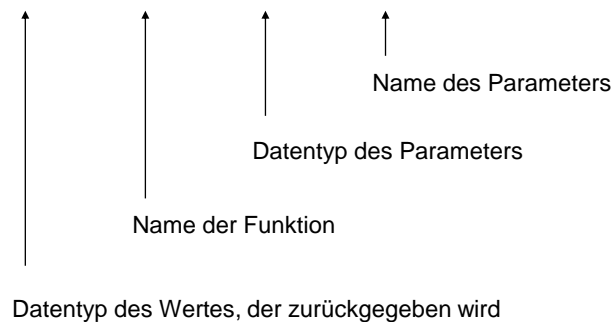 Name des Parameters
Datentyp des Parameters
Name der Funktion
Datentyp des Wertes, der zurückgegeben wird